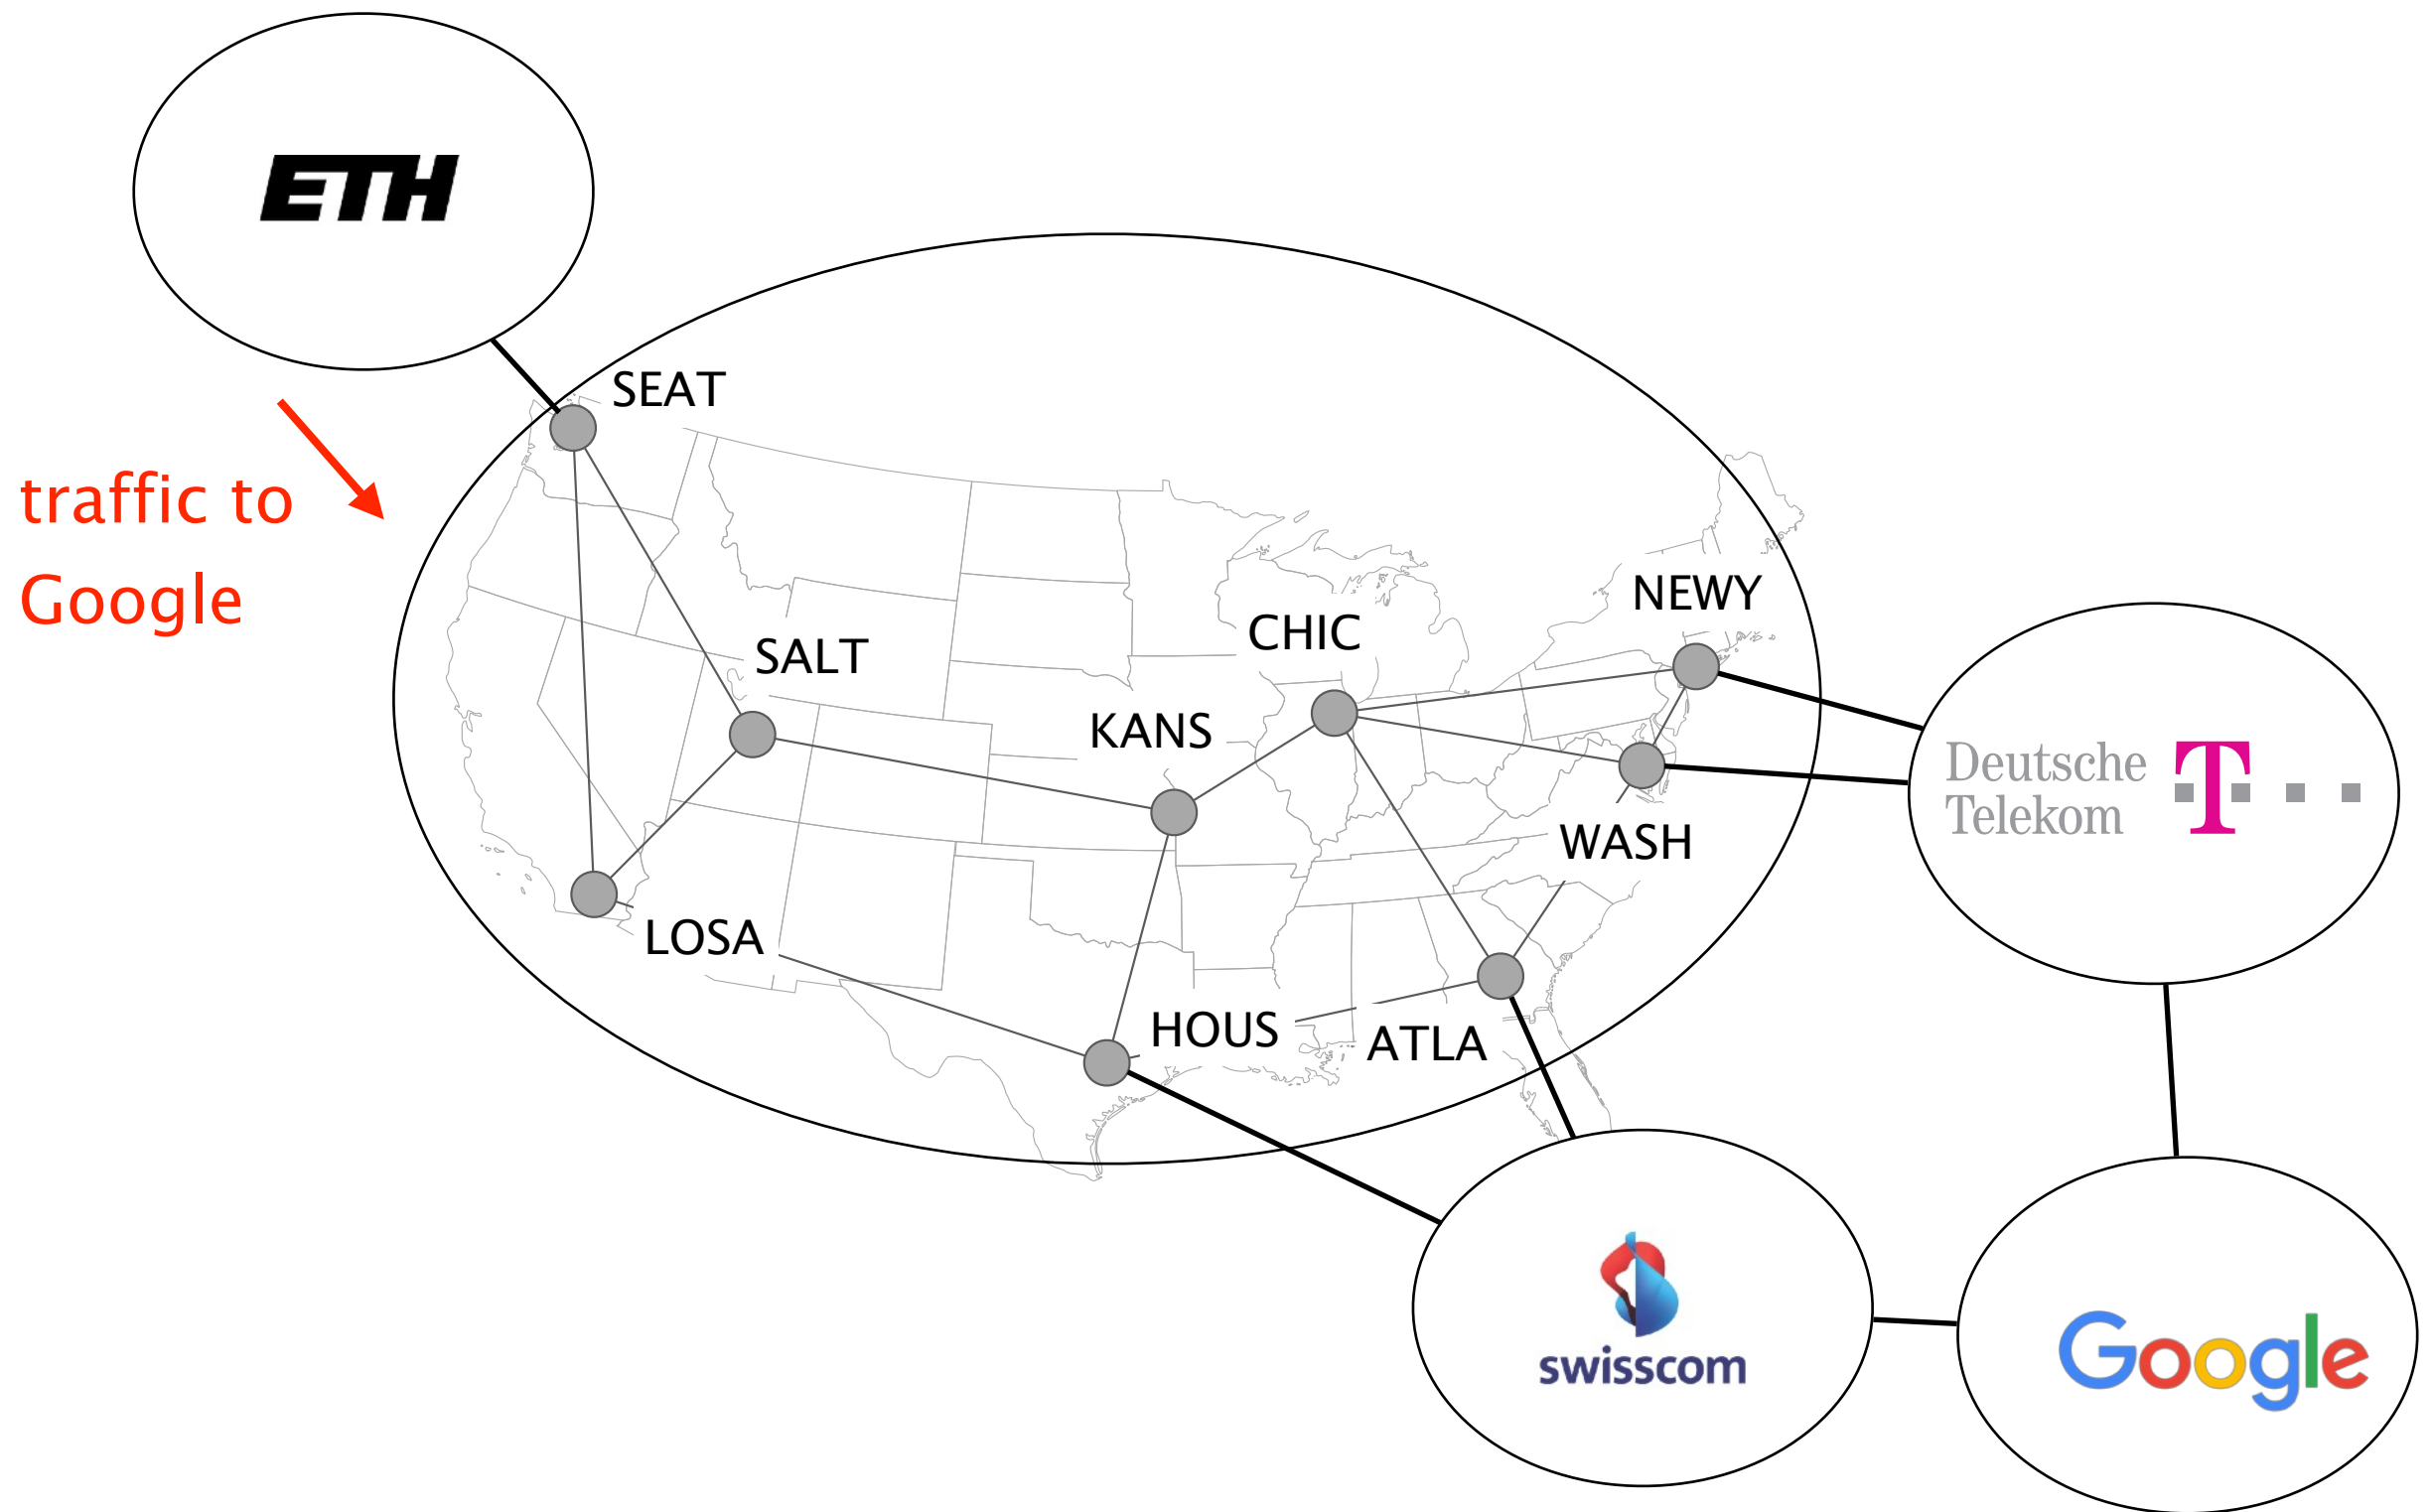 ETH
SEAT
traffic to
Google
NEWY
CHIC
SALT
KANS
Deutsche
Telekom
T
WASH
LOSA
HOUS
ATLA
swisscom
Google